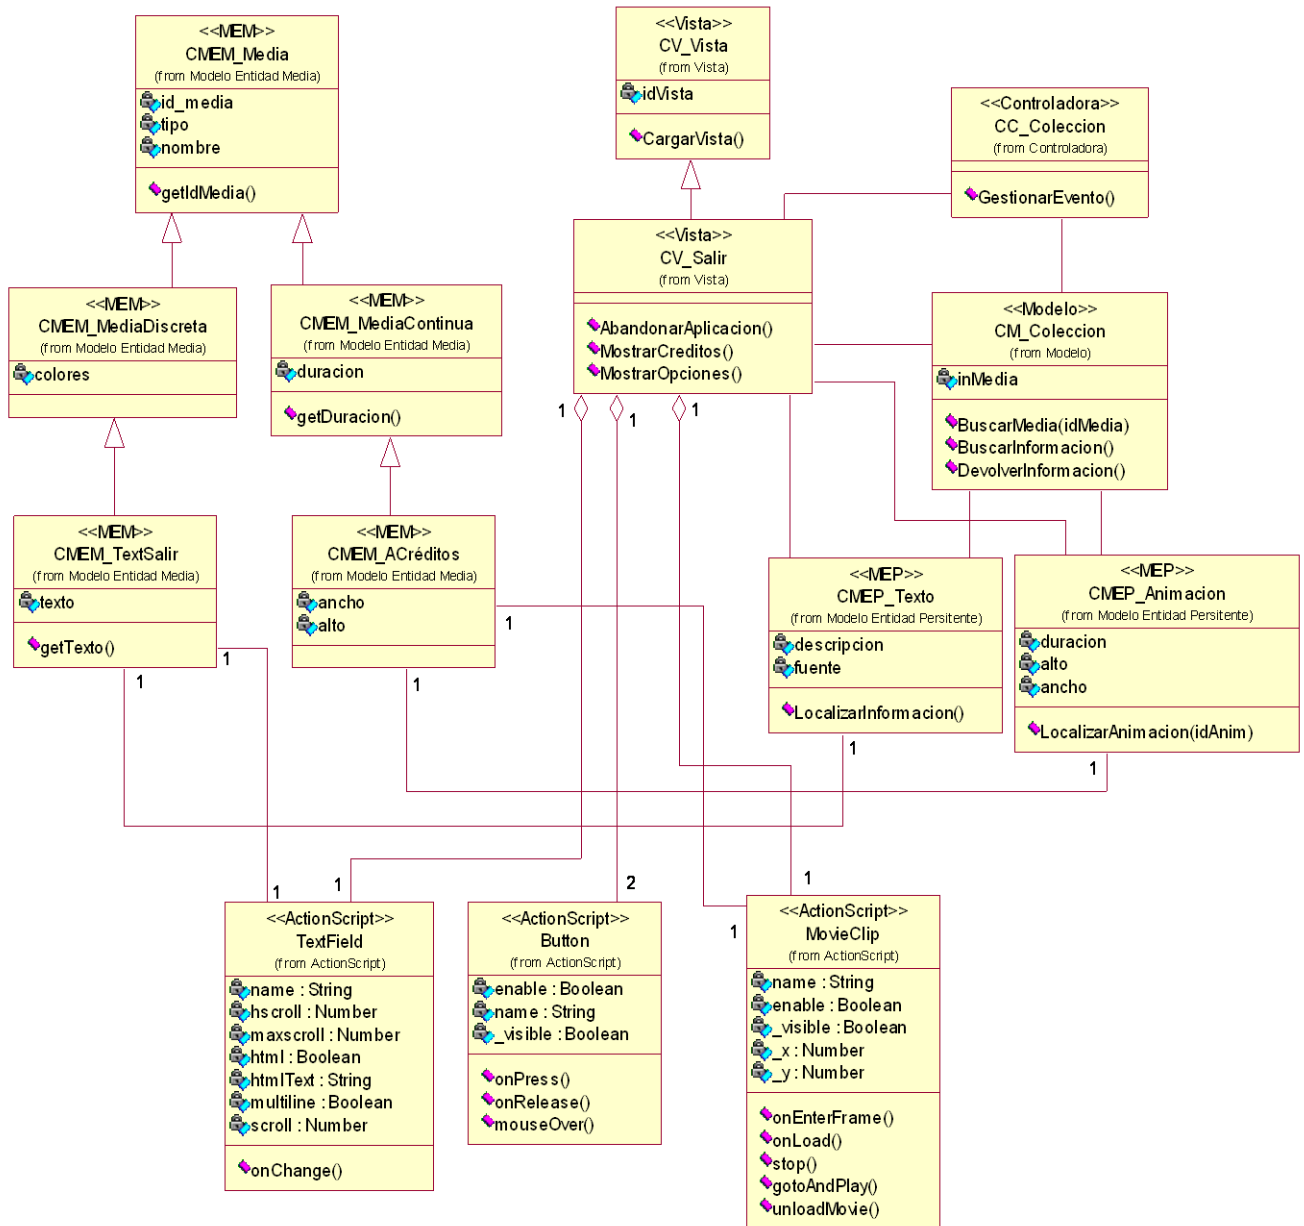 <<MEM>>
CMEM_Media
(from Modelo Entidad Media)
id_media
tipo
nombre
getIdMedia()
<<Vista>>
CV_Vista
(from Vista)
idVista
CargarVista()
<<Controladora>>
CC_Coleccion
(from Controladora)
GestionarEvento()
<<MEM>>
CMEM_MediaDiscreta
(from Modelo Entidad Media)
colores
<<MEM>>
CMEM_MediaContinua
(from Modelo Entidad Media)
duracion
getDuracion()
<<Vista>>
CV_Salir
(from Vista)
AbandonarAplicacion()
MostrarCreditos()
MostrarOpciones()
<<Modelo>>
CM_Coleccion
(from Modelo)
inMedia
BuscarMedia(idMedia)
BuscarInformacion()
DevolverInformacion()
1
1
1
<<MEM>>
CMEM_TextSalir
(from Modelo Entidad Media)
texto
getTexto()
1
1
<<MEM>>
CMEM_ACréditos
(from Modelo Entidad Media)
ancho
alto
1
1
<<MEP>>
CMEP_Texto
(from Modelo Entidad Persitente)
descripcion
fuente
LocalizarInformacion()
1
<<MEP>>
CMEP_Animacion
(from Modelo Entidad Persitente)
duracion
alto
ancho
LocalizarAnimacion(idAnim)
1
1
1
2
1
1
<<ActionScript>>
TextField
(from ActionScript)
name : String
hscroll : Number
maxscroll : Number
html : Boolean
htmlText : String
multiline : Boolean
scroll : Number
onChange()
<<ActionScript>>
Button
(from ActionScript)
enable : Boolean
name : String
_visible : Boolean
onPress()
onRelease()
mouseOver()
<<ActionScript>>
MovieClip
(from ActionScript)
name : String
enable : Boolean
_visible : Boolean
_x : Number
_y : Number
onEnterFrame()
onLoad()
stop()
gotoAndPlay()
unloadMovie()